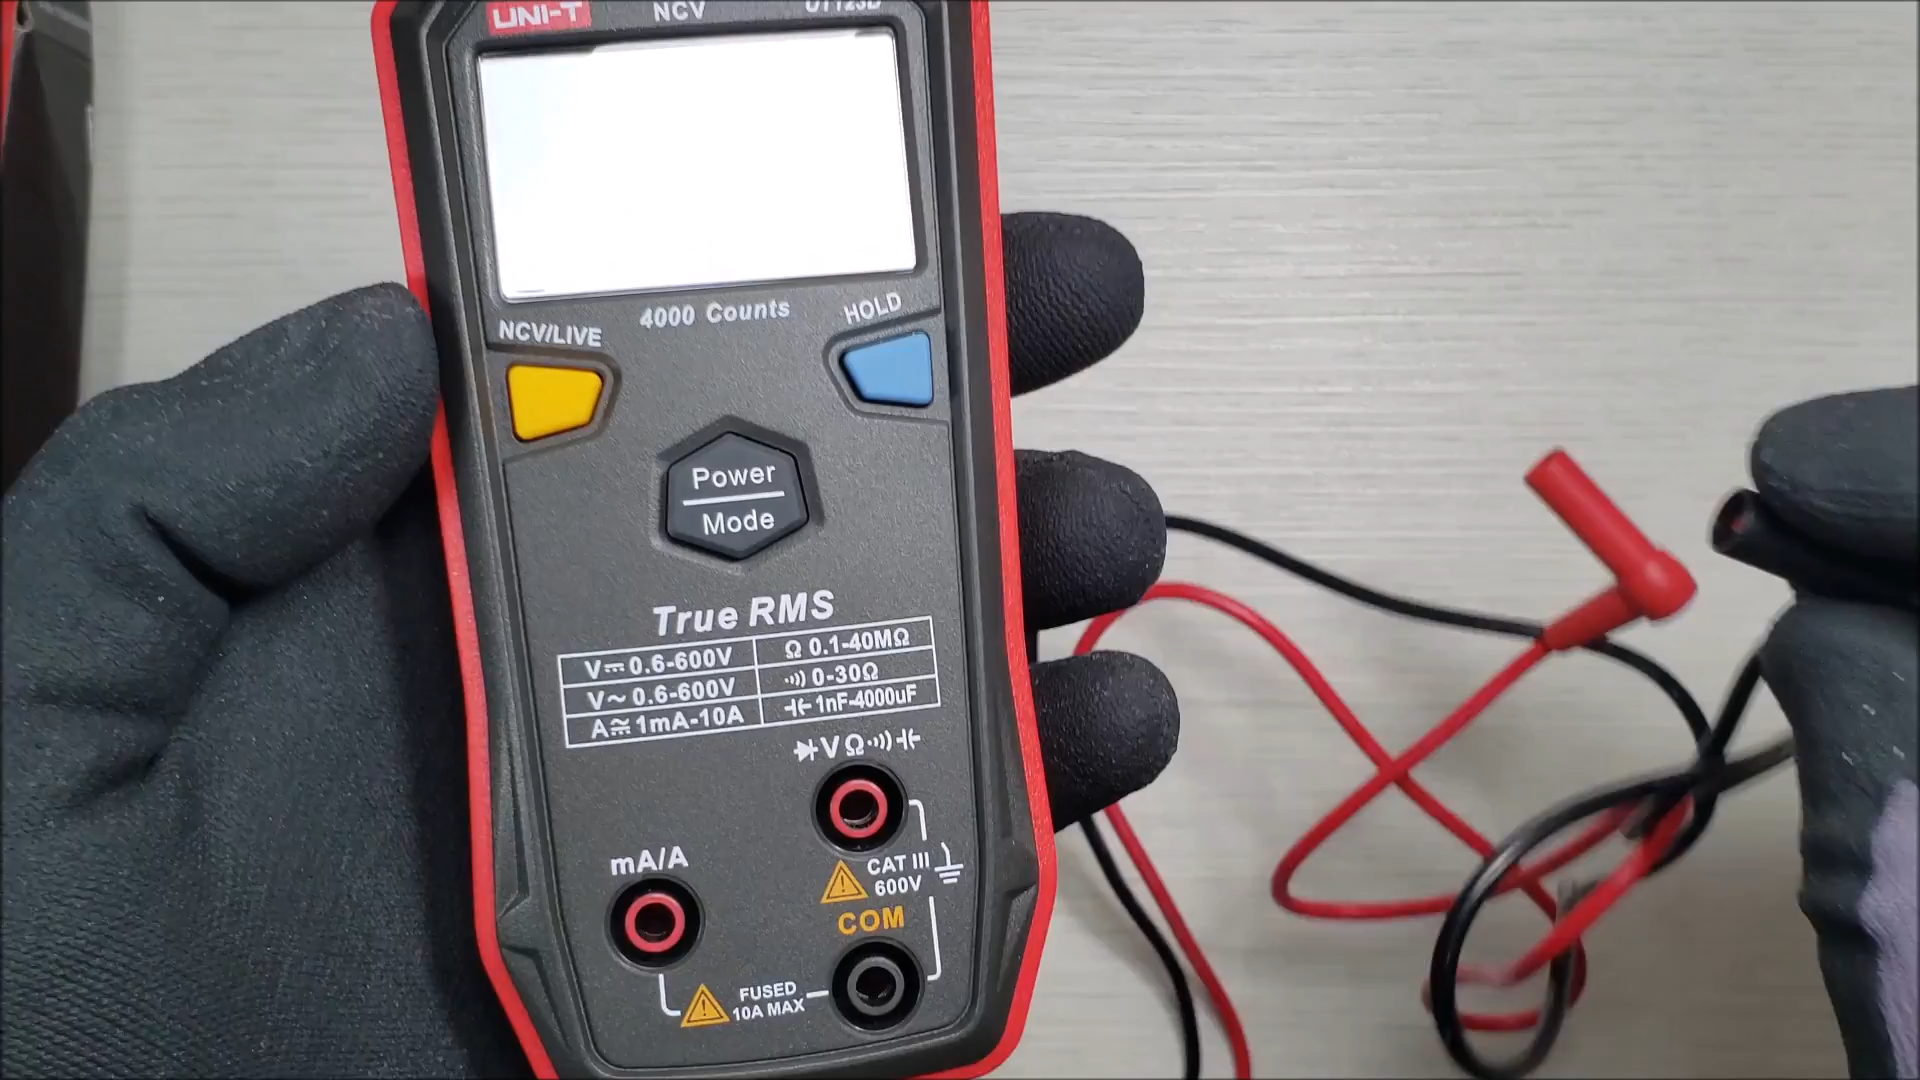 UNI-T NCV UT123D
4000 Counts
NCV/LIVE HOLD
Power
Mode
True RMS
V⎓0.6-600V Ω 0.1-40MΩ
V~0.6-600V 0-30Ω
A≂1mA-10A 1nF-4000uF
V Ω
mA/A
CAT III
600V
COM
FUSED
10A MAX